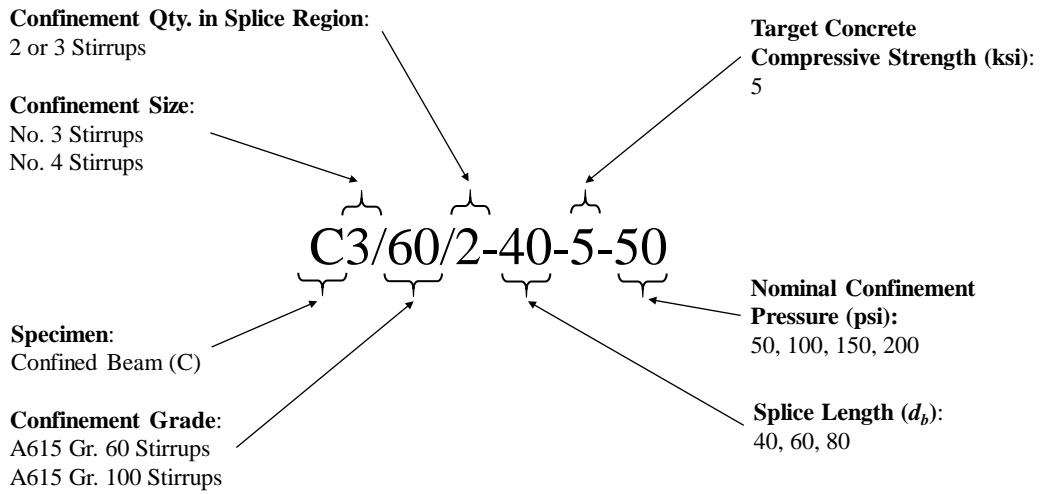 Confinement Qty. in Splice Region:
2 or 3 Stirrups
Target Concrete
Compressive Strength (ksi):
5
Confinement Size:
No. 3 Stirrups
No. 4 Stirrups
C3/60/2-40-5-50
Specimen:
Confined Beam (C)
Nominal Confinement
Pressure (psi):
50, 100, 150, 200
Confinement Grade:
A615 Gr. 60 Stirrups
A615 Gr. 100 Stirrups
Splice Length (d_b):
40, 60, 80